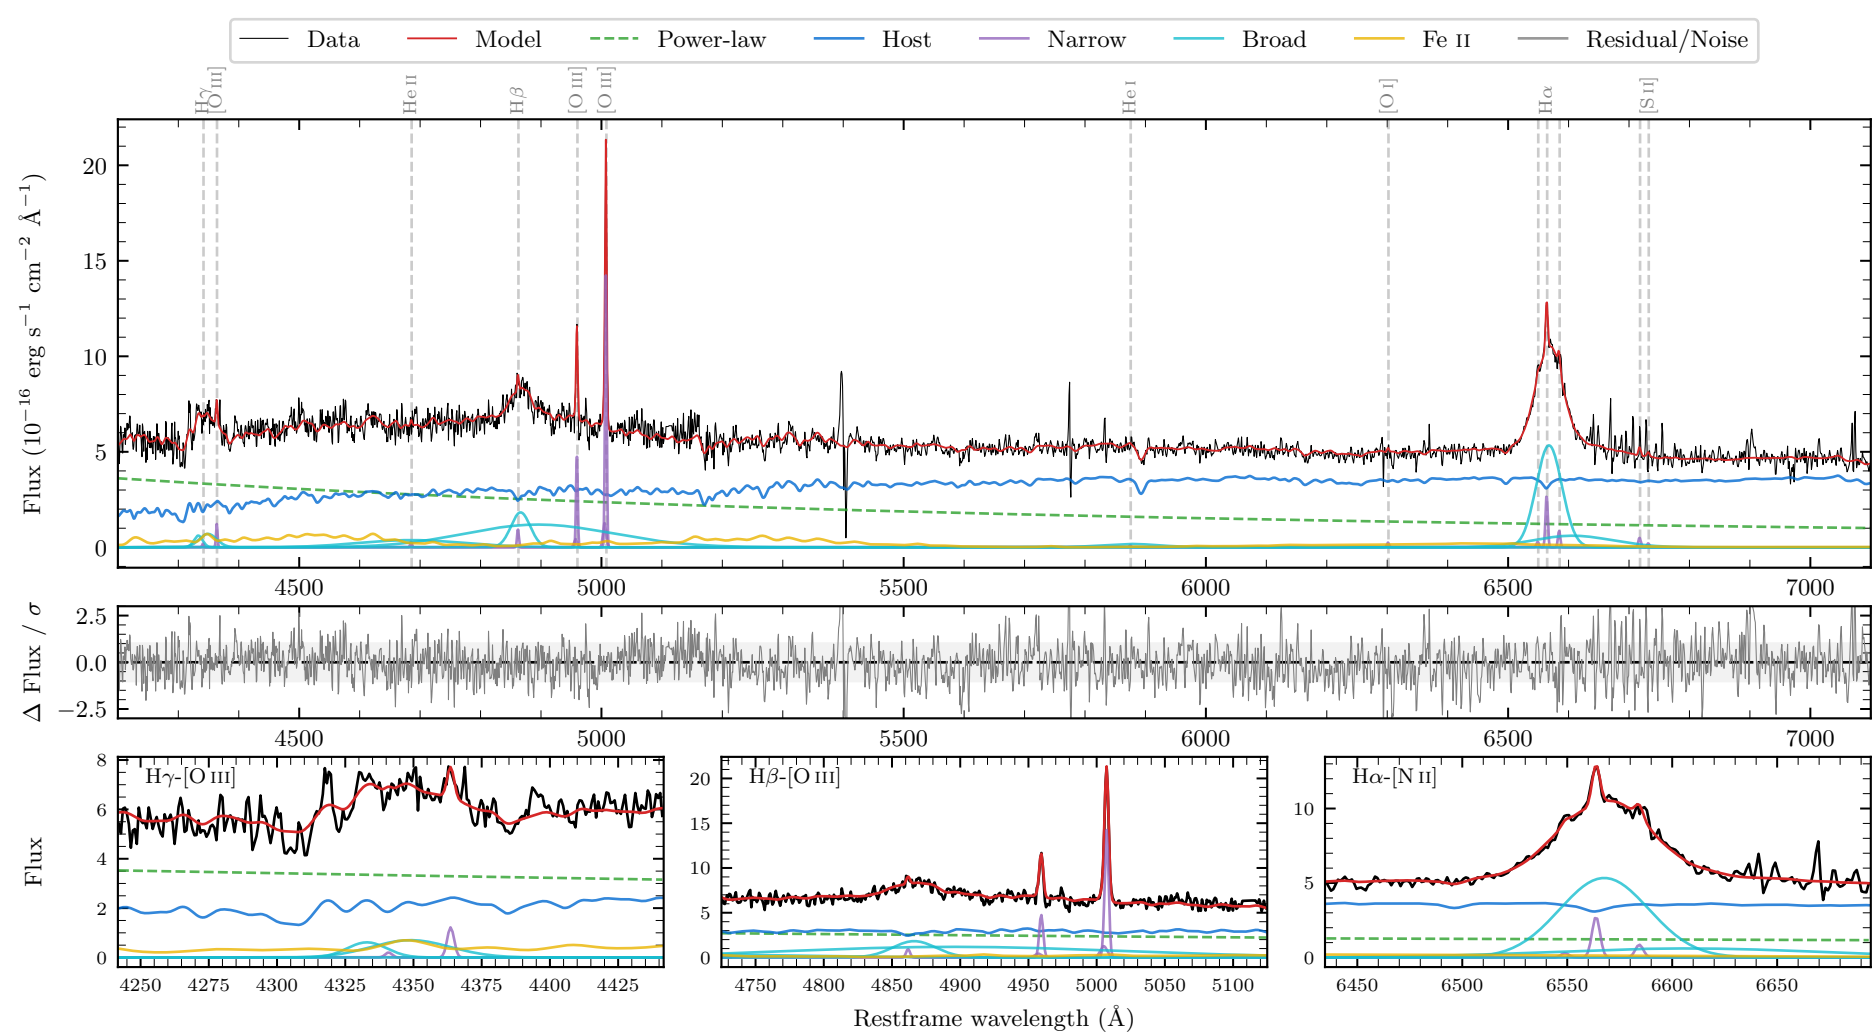 Data Model Power-law Host Narrow Broad Fe II Residual/Noise
Hγ [O III] He II Hβ [O III] [O III] He I [O I] Hα [S II]
Flux (10⁻¹⁶ erg s⁻¹ cm⁻² Å⁻¹)
20
15
10
5
0
4500 5000 5500 6000 6500 7000
Δ Flux / σ
2.5
0.0
−2.5
4500 5000 5500 6000 6500 7000
Flux
Hγ-[O III]
8
6
4
2
0
4250 4275 4300 4325 4350 4375 4400 4425
Hβ-[O III]
20
15
10
5
0
4750 4800 4850 4900 4950 5000 5050 5100
Hα-[N II]
10
5
0
6450 6500 6550 6600 6650
Restframe wavelength (Å)